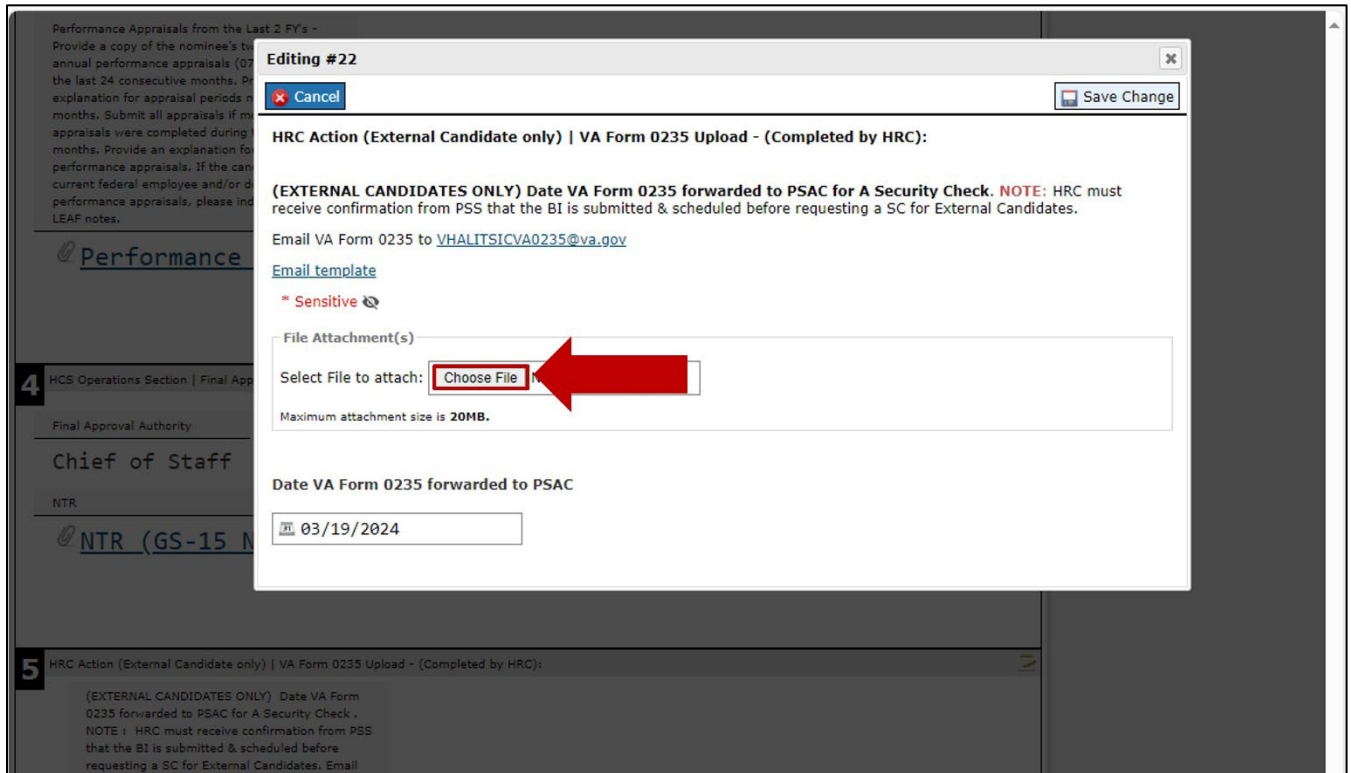 Performance Appraisals from the Last 2 FY's -
Provide a copy of the nominee's
annual performance appraisals (07
the last 24 consecutive months.
explanation for appraisal periods
months. Submit all appraisals if
appraisals were completed during
months. Provide an explanation
performance appraisals. If the
current federal employee and/or
performance appraisals, please
LEAF notes.
Performance
4 HCS Operations Section | Final App
Final Approval Authority
Chief of Staff
NTR
NTR (GS-15 N
Editing #22
Cancel
Save Change
HRC Action (External Candidate only) | VA Form 0235 Upload - (Completed by HRC):
(EXTERNAL CANDIDATES ONLY) Date VA Form 0235 forwarded to PSAC for A Security Check. NOTE: HRC must
receive confirmation from PSS that the BI is submitted & scheduled before requesting a SC for External Candidates.
Email VA Form 0235 to VHALITSICVA0235@va.gov
Email template
* Sensitive
File Attachment(s)
Select File to attach: Choose File
Maximum attachment size is 20MB.
Date VA Form 0235 forwarded to PSAC
03/19/2024
5 HRC Action (External Candidate only) | VA Form 0235 Upload - (Completed by HRC):
(EXTERNAL CANDIDATES ONLY) Date VA Form
0235 forwarded to PSAC for A Security Check .
NOTE : HRC must receive confirmation from PSS
that the BI is submitted & scheduled before
requesting a SC for External Candidates. Email